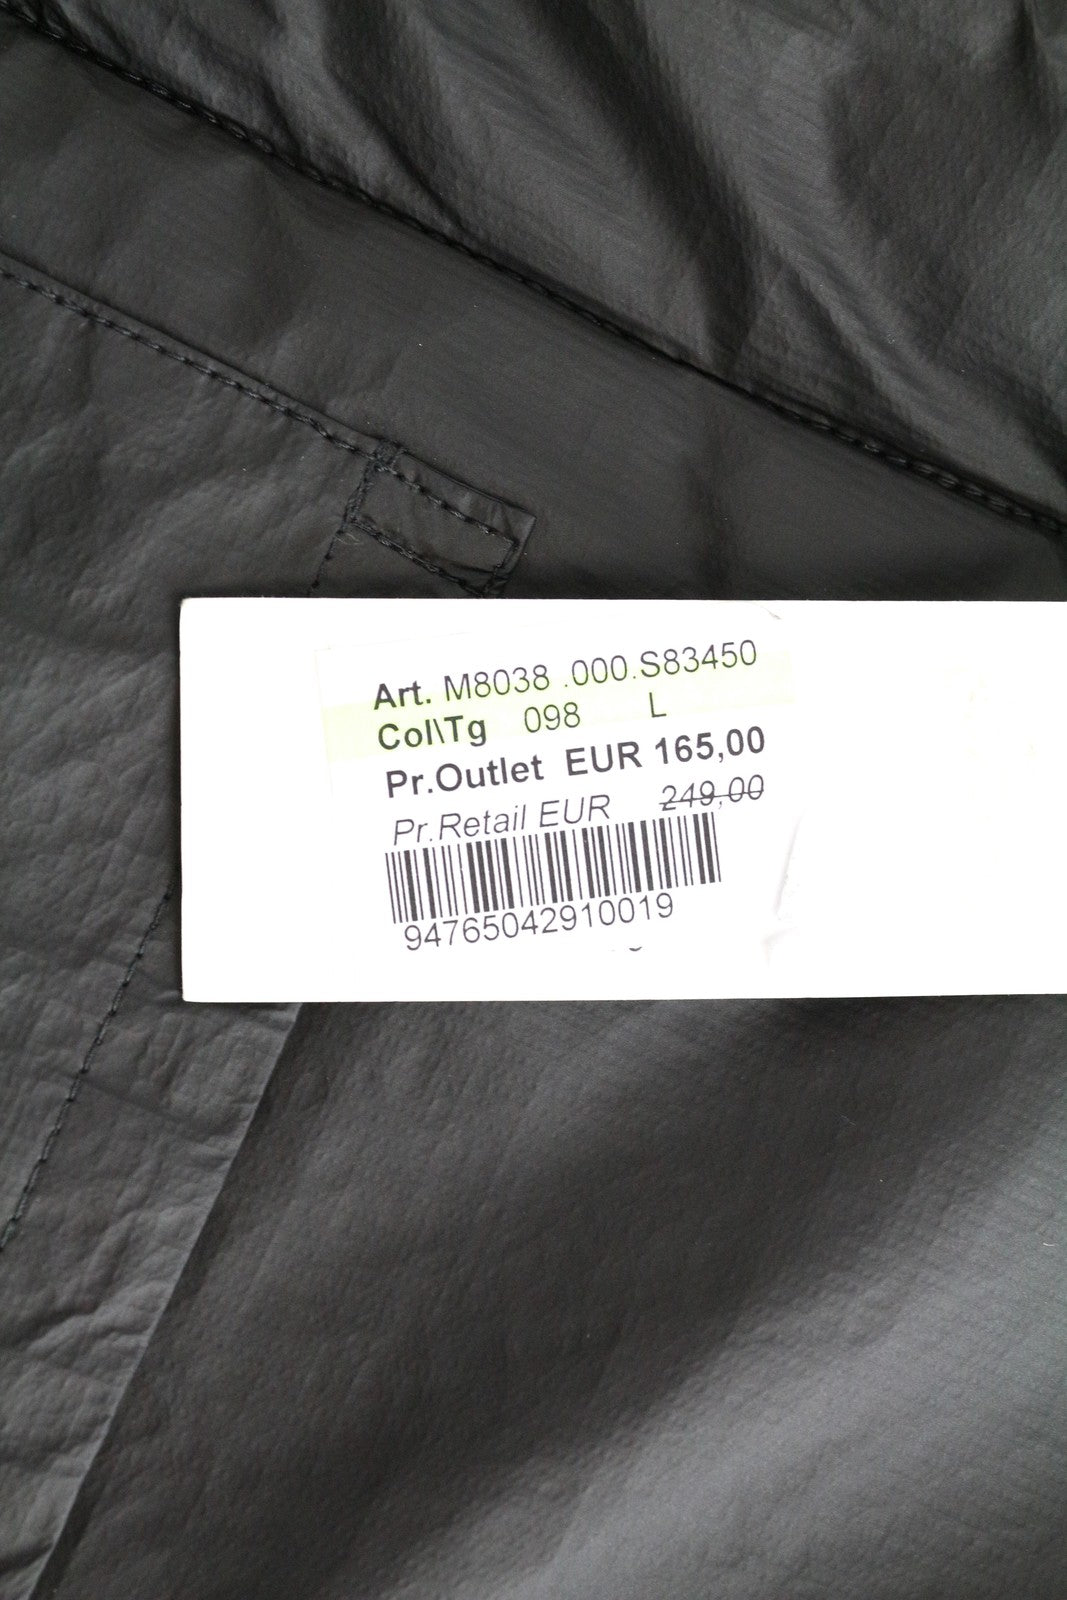 Art. M8038 .000.S83450
Col\Tg 098 L
Pr.Outlet EUR 165,00
Pr.Retail EUR 249,00
94765042910019